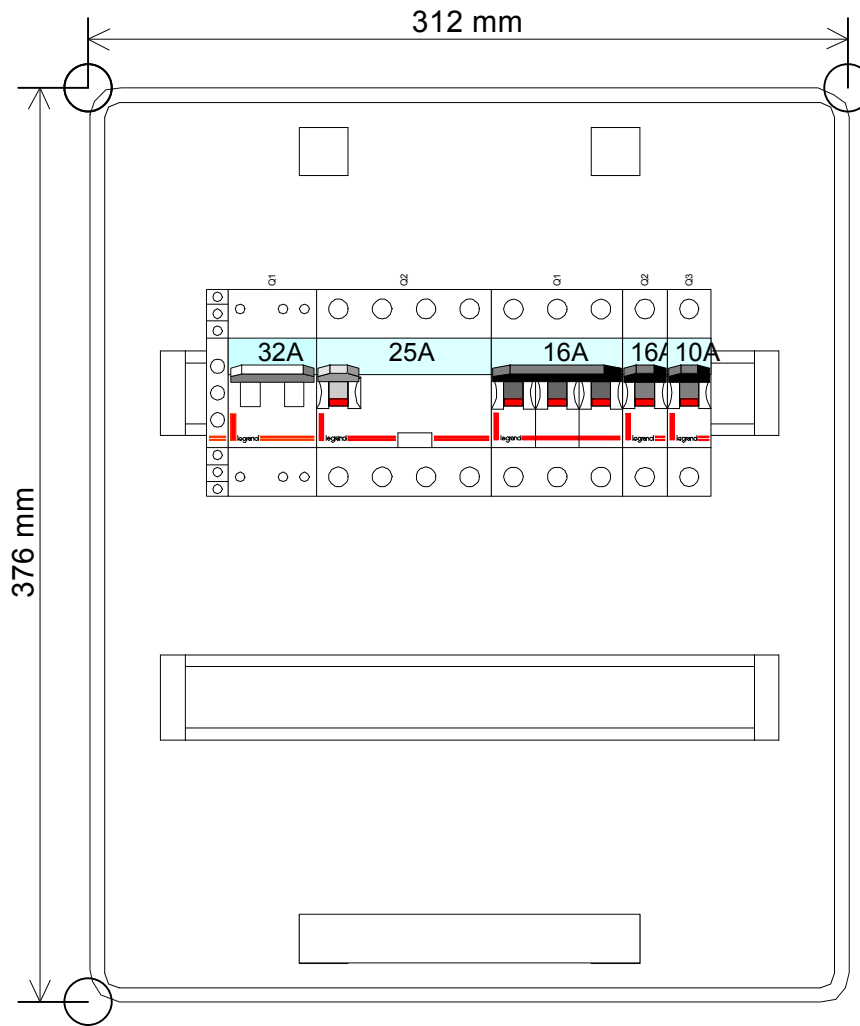 312 mm
376 mm
Q1 Q2 Q1 Q2 Q3
32A 25A 16A 16A 10A
legrand legrand legrand legrand legrand